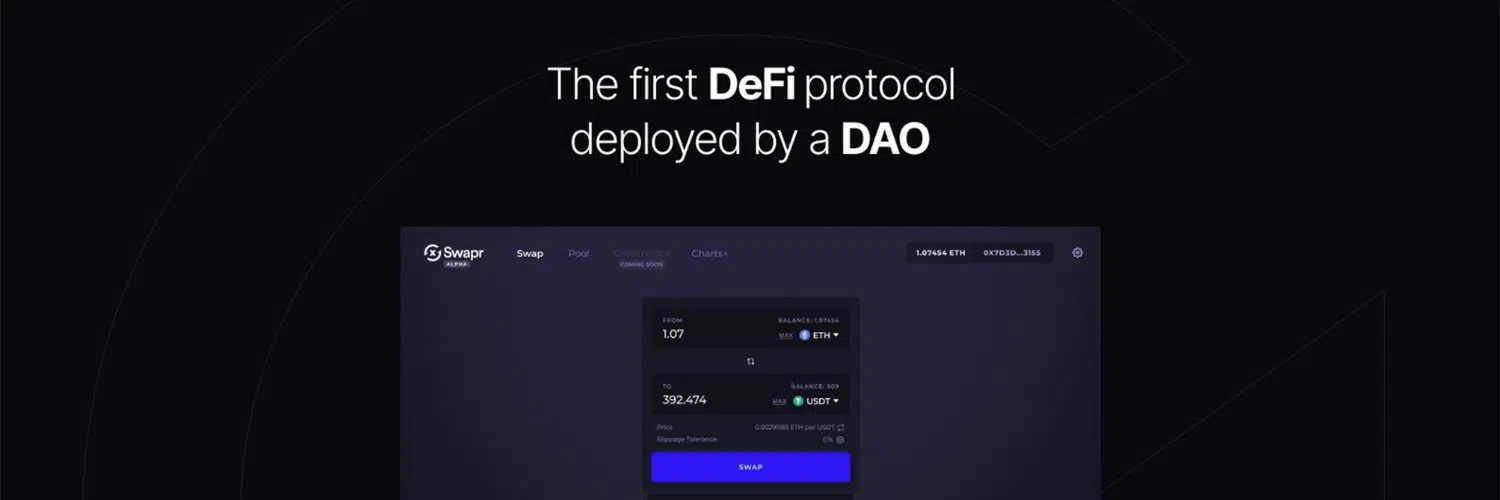 The first DeFi protocol
deployed by a DAO
Swapr
ALPHA
Swap Pool Governance Charts
COMING SOON
1.07454 ETH 0X7D3D...3155
FROM BALANCE: 1.07454
1.07 MAX ETH
TO BALANCE: 509
392.474 MAX USDT
Price 0.00291183 ETH per USDT
Slippage Tolerance
SWAP